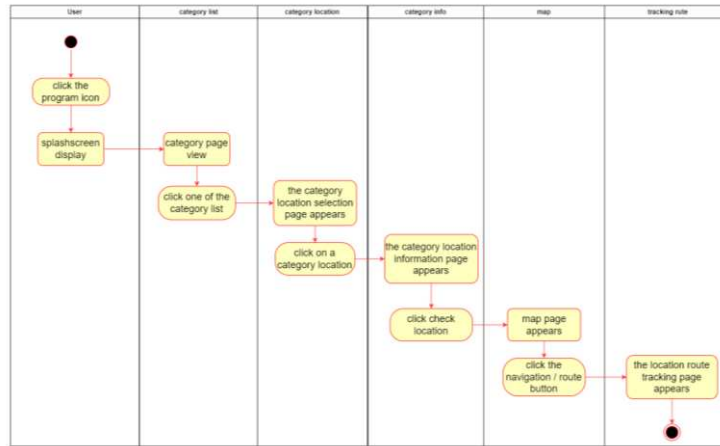 User
category list
category location
category info
map
tracking route
click the
program icon
splashscreen
display
category page
view
click one of the
category list
the category
location selection
page appears
click on a
category location
the category location
information page
appears
click check
location
map page
appears
click the
navigation / route
button
the location route
tracking page
appears